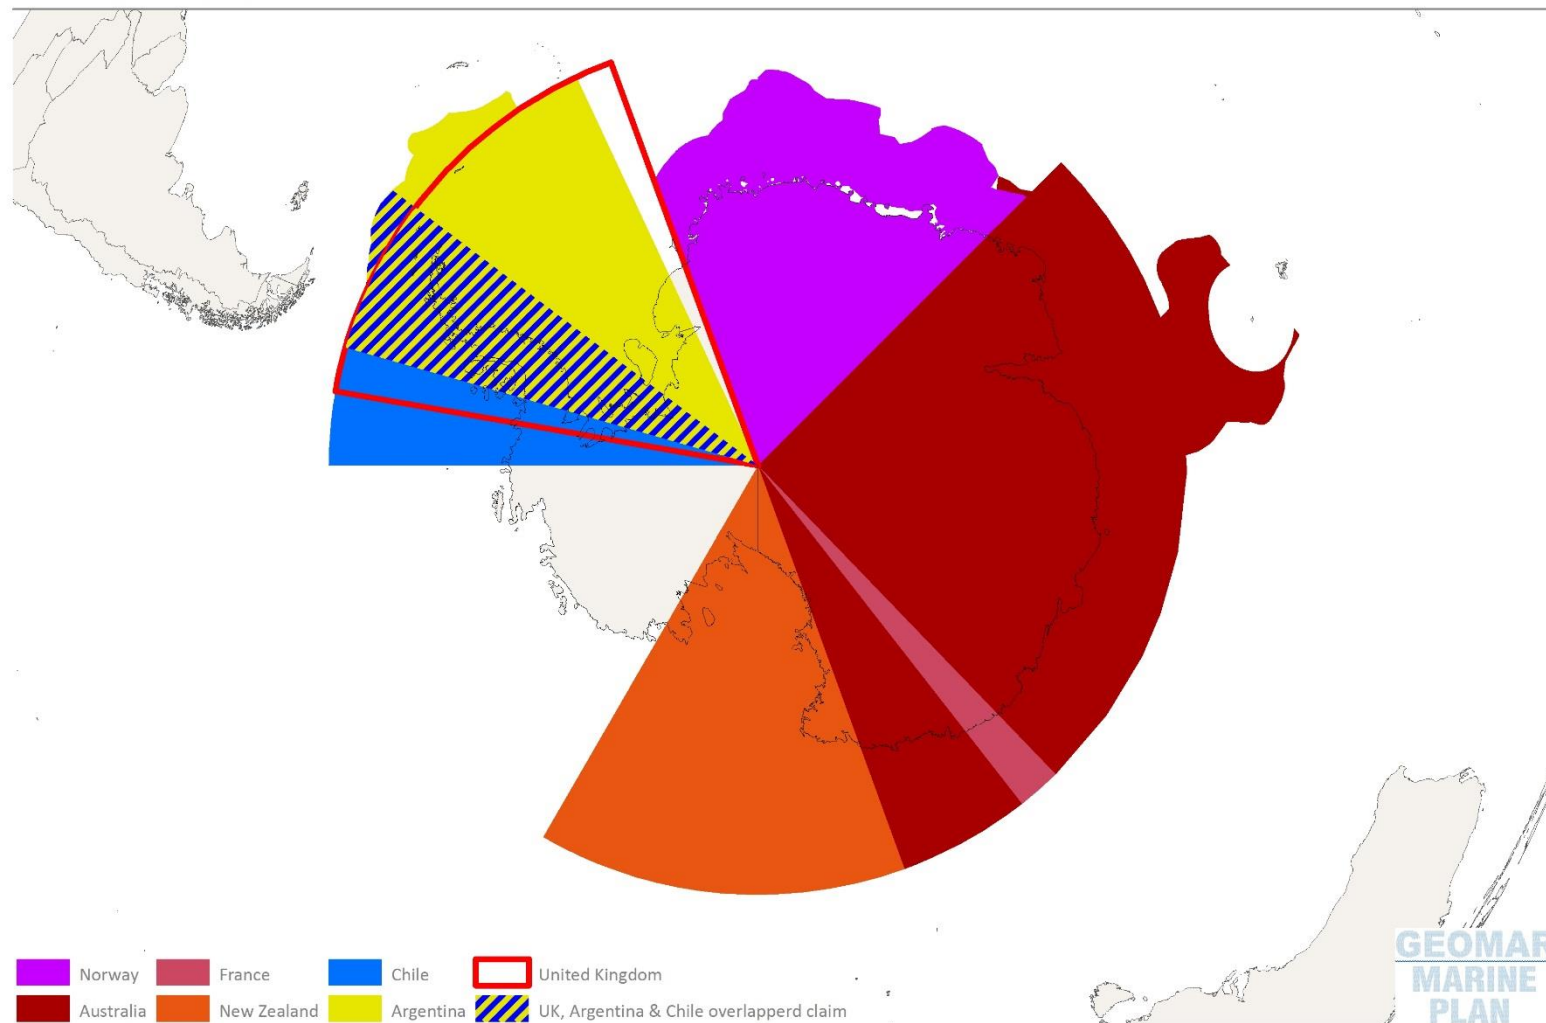 Norway
France
Chile
United Kingdom
Australia
New Zealand
Argentina
UK, Argentina & Chile overlapperd claim
GEOMAR
MARINE
PLAN